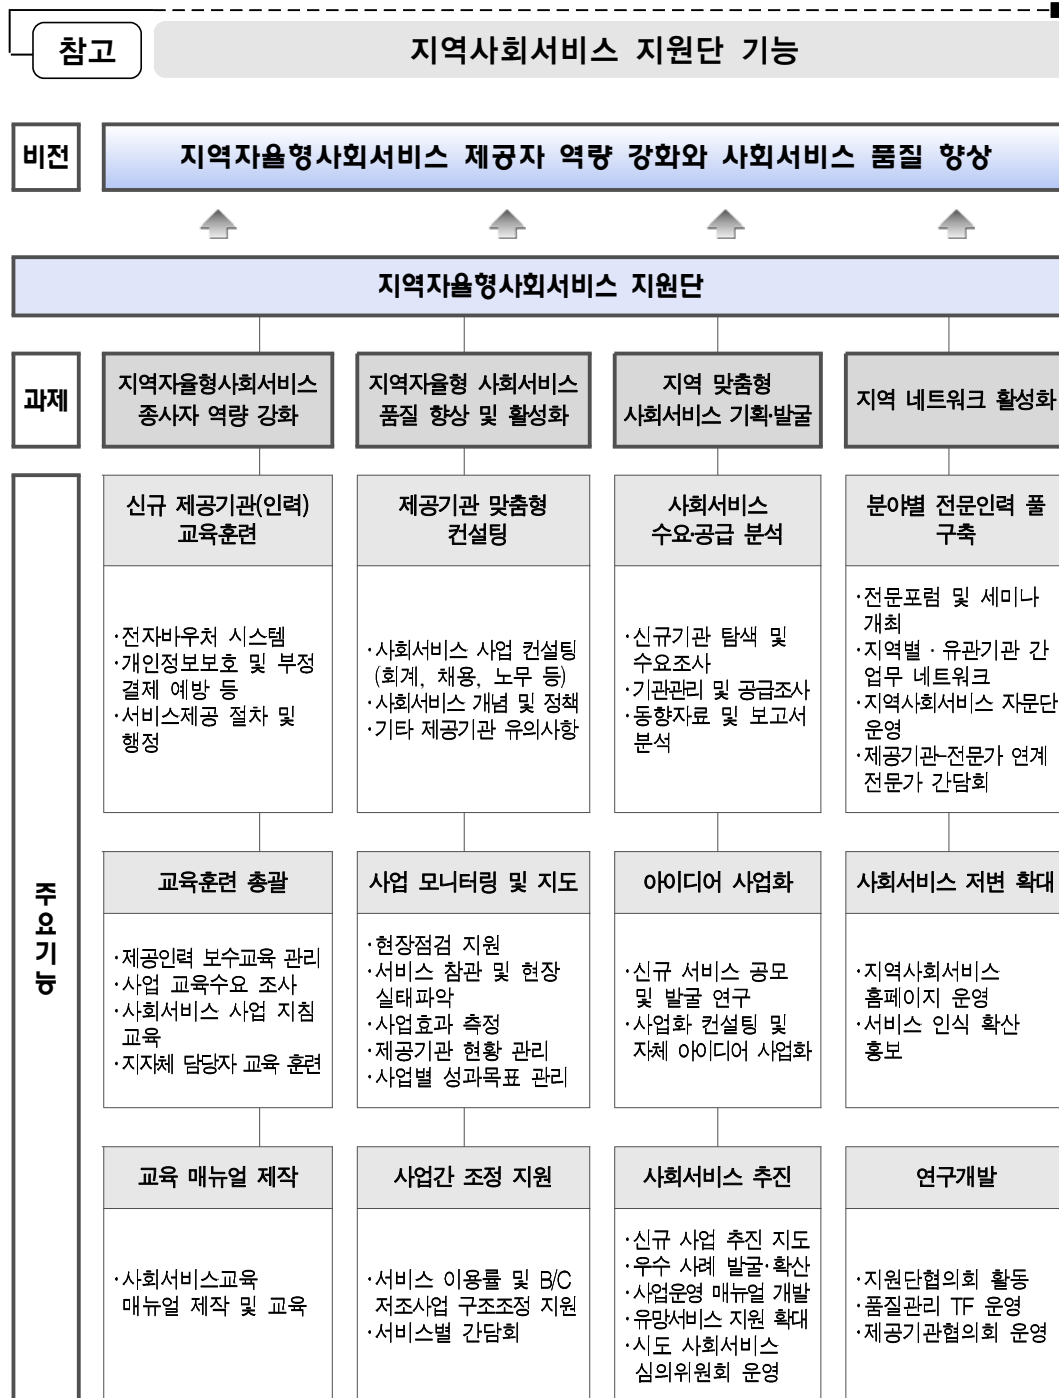 참고
지역사회서비스 지원단 기능
비전
지역자율형사회서비스 제공자 역량 강화와 사회서비스 품질 향상
지역자율형사회서비스 지원단
과제
지역자율형사회서비스
종사자 역량 강화
지역자율형 사회서비스
품질 향상 및 활성화
지역 맞춤형
사회서비스 기획·발굴
지역 네트워크 활성화
주요기능
신규 제공기관(인력)
교육훈련
·전자바우처 시스템
·개인정보보호 및 부정
결제 예방 등
·서비스제공 절차 및
행정
제공기관 맞춤형
컨설팅
·사회서비스 사업 컨설팅
(회계, 채용, 노무 등)
·사회서비스 개념 및 정책
·기타 제공기관 유의사항
사회서비스
수요·공급 분석
·신규기관 탐색 및
수요조사
·기관관리 및 공급조사
·동향자료 및 보고서
분석
분야별 전문인력 풀
구축
·전문포럼 및 세미나
개최
·지역별·유관기관 간
업무 네트워크
·지역사회서비스 자문단
운영
·제공기관-전문가 연계
전문가 간담회
교육훈련 총괄
·제공인력 보수교육 관리
·사업 교육수요 조사
·사회서비스 사업 지침
교육
·지자체 담당자 교육 훈련
사업 모니터링 및 지도
·현장점검 지원
·서비스 참관 및 현장
실태파악
·사업효과 측정
·제공기관 현황 관리
·사업별 성과목표 관리
아이디어 사업화
·신규 서비스 공모
및 발굴 연구
·사업화 컨설팅 및
자체 아이디어 사업화
사회서비스 저변 확대
·지역사회서비스
홈페이지 운영
·서비스 인식 확산
홍보
교육 매뉴얼 제작
·사회서비스교육
매뉴얼 제작 및 교육
사업간 조정 지원
·서비스 이용률 및 B/C
저조사업 구조조정 지원
·서비스별 간담회
사회서비스 추진
·신규 사업 추진 지도
·우수 사례 발굴·확산
·사업운영 매뉴얼 개발
·유망서비스 지원 확대
·시도 사회서비스
심의위원회 운영
연구개발
·지원단협의회 활동
·품질관리 TF 운영
·제공기관협의회 운영